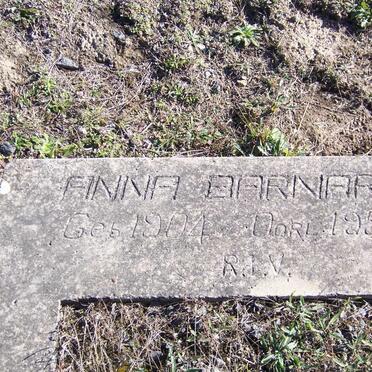 ANNA BARNAR
GEB 1904 OORL. 195
R.I.V.